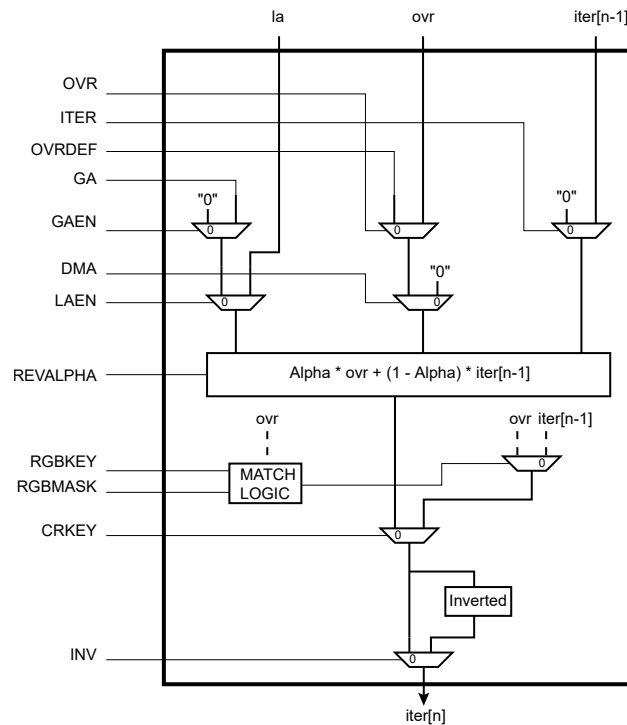 la ovr iter[n-1]
OVR
ITER
OVRDEF
GA
"0" "0"
GAEN 0 0 0
DMA "0"
LAEN 0 0
REVALPHA Alpha * ovr + (1 - Alpha) * iter[n-1]
ovr ovr iter[n-1]
RGBKEY MATCH 0
RGBMASK LOGIC
CRKEY 0
Inverted
INV 0
iter[n]